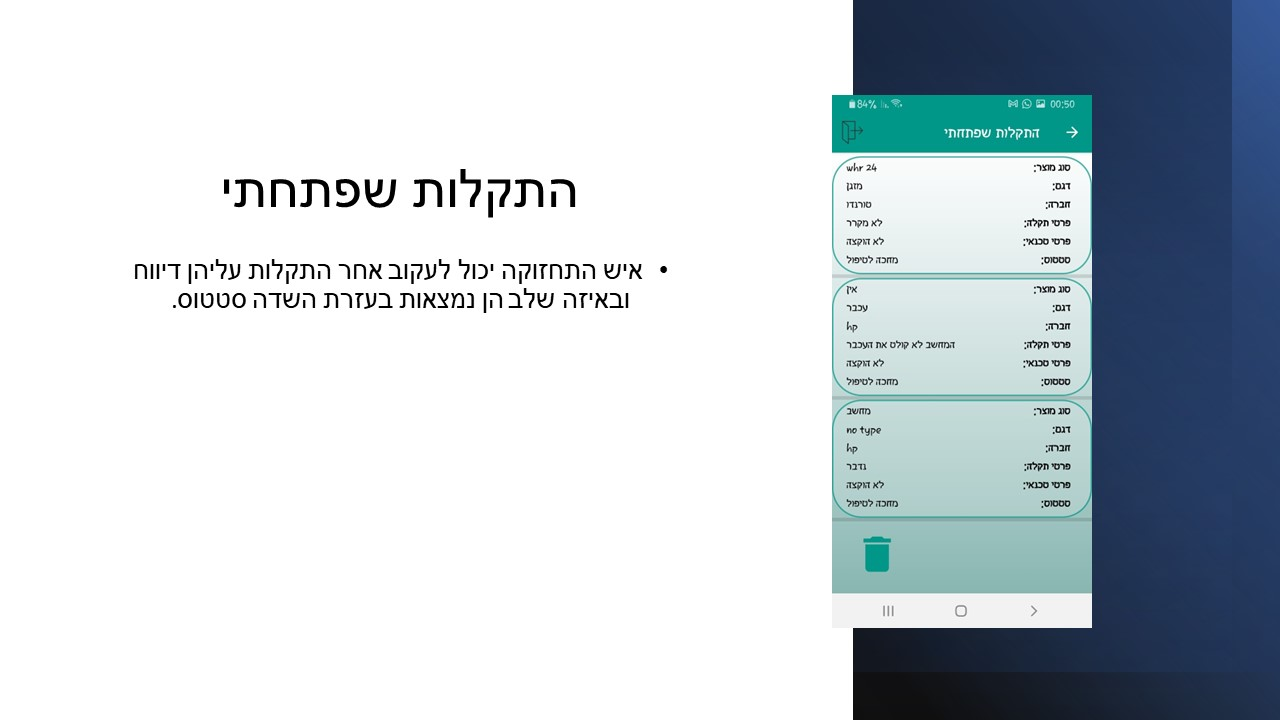 התקלות שפתחתי
• איש התחזוקה יכול לעקוב אחר התקלות עליהן דיווח
ובאיזה שלב הן נמצאות בעזרת השדה סטטוס.
84% 00:50
התקלות שפתחתי
סוג מוצר: whr 24
דגם: מזגן
חברה: טורנדו
פרטי תקלה: לא מקרר
פרטי טכנאי: לא הוקצה
סטטוס: מחכה לטיפול
סוג מוצר: אין
דגם: עכבר
חברה: hp
פרטי תקלה: המחשב לא קולט את העכבר
פרטי טכנאי: לא הוקצה
סטטוס: מחכה לטיפול
סוג מוצר: מחשב
דגם: no type
חברה: hp
פרטי תקלה: נדבר
פרטי טכנאי: לא הוקצה
סטטוס: מחכה לטיפול